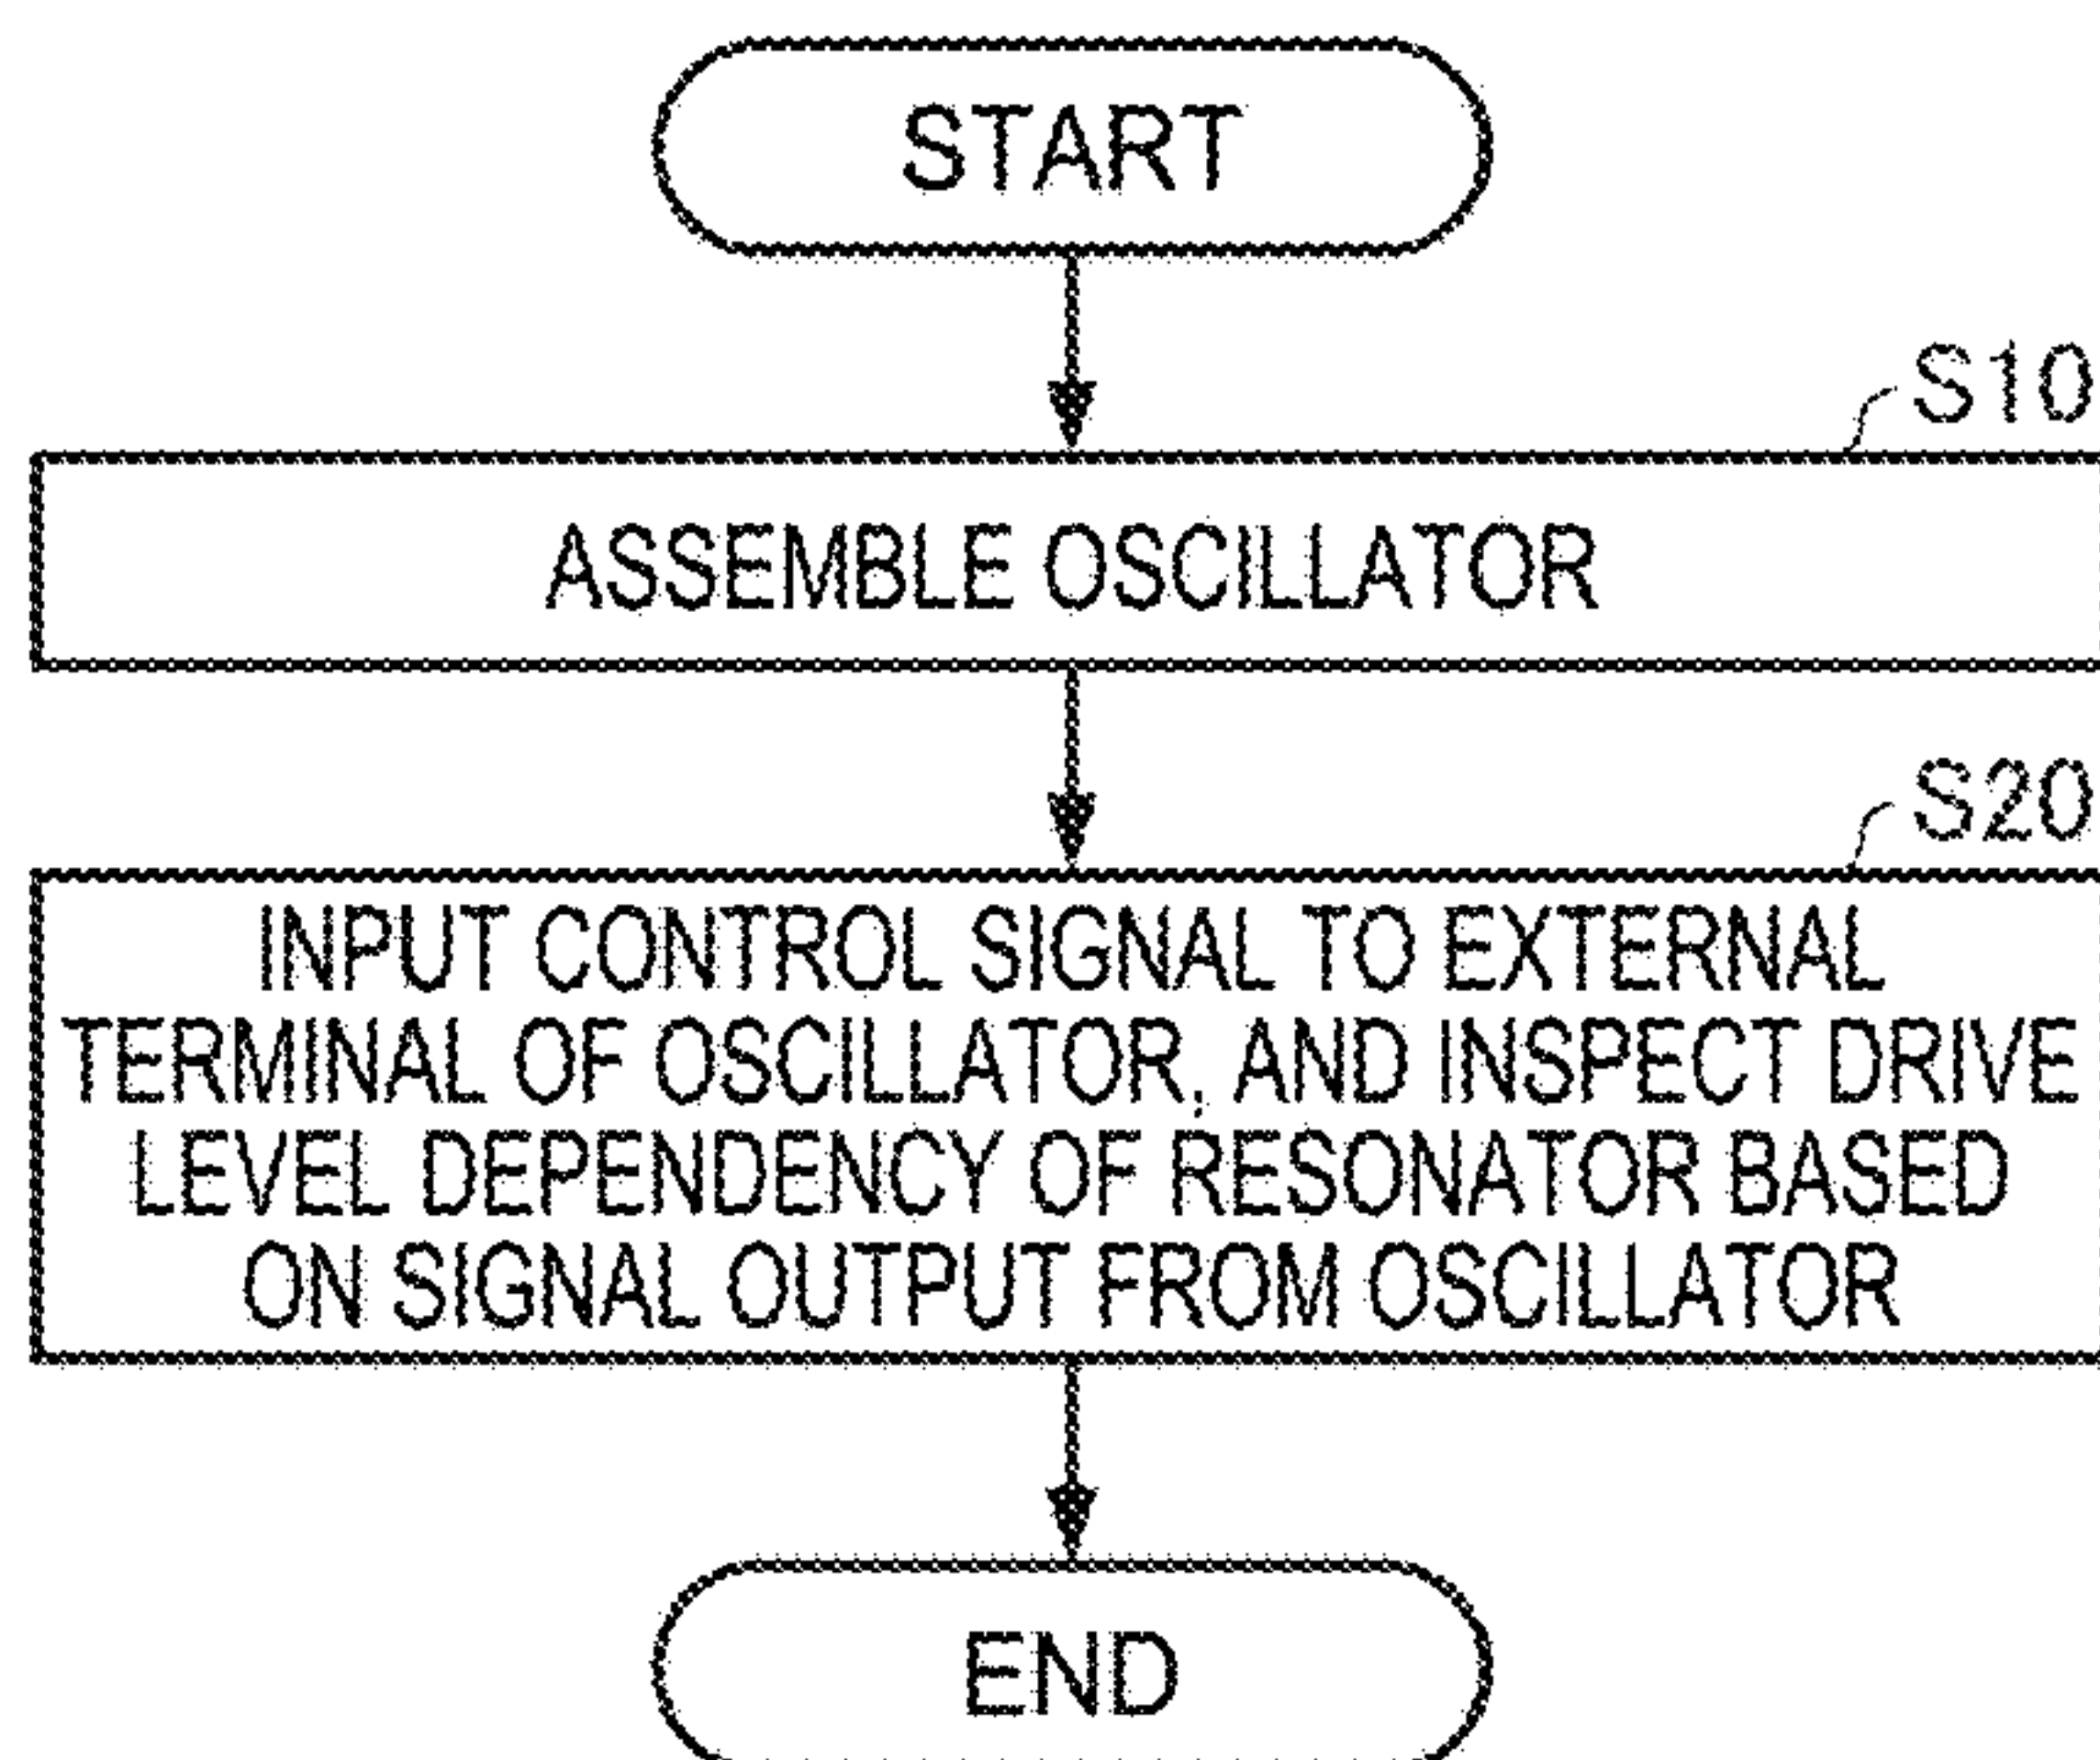 START
S10
ASSEMBLE OSCILLATOR
S20
INPUT CONTROL SIGNAL TO EXTERNAL
TERMINAL OF OSCILLATOR, AND INSPECT DRIVE
LEVEL DEPENDENCY OF RESONATOR BASED
ON SIGNAL OUTPUT FROM OSCILLATOR
END